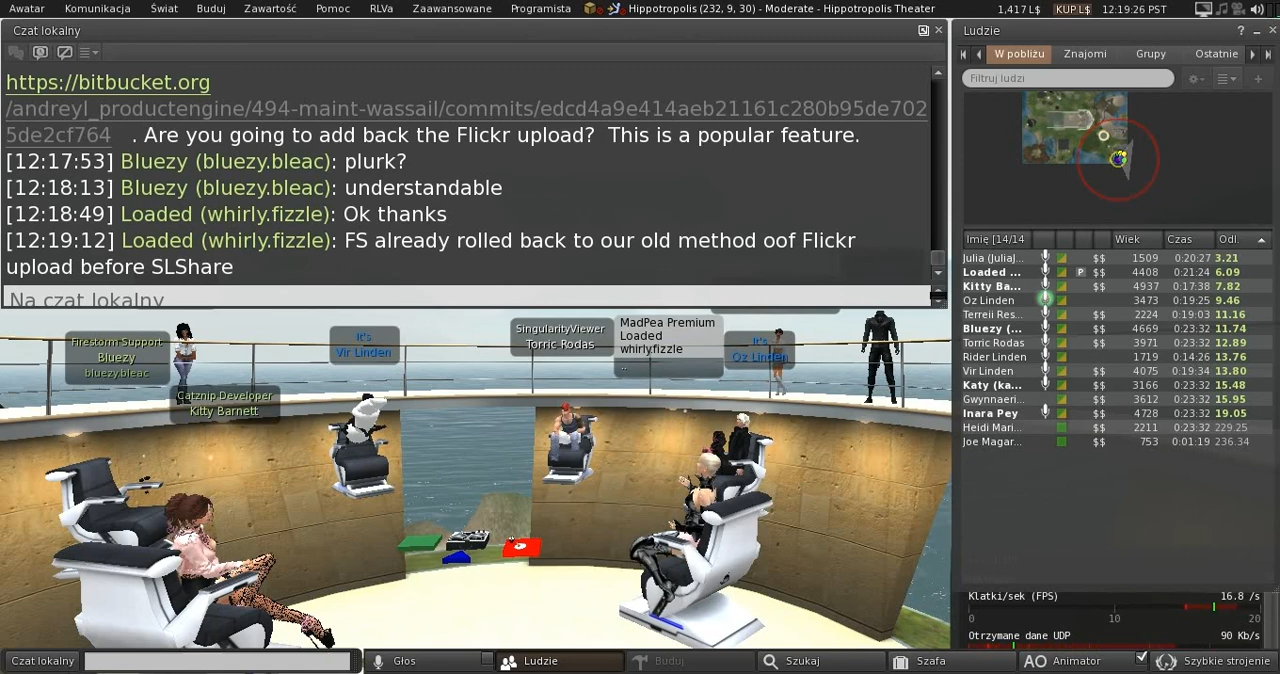 Awatar Komunikacja Świat Buduj Zawartość Pomoc RLVa Zaawansowane Programista Hippotropolis (232, 9, 30) - Moderate - Hippotropolis Theater 1,417 L$ KUP L$ 12:19:26 PST
Czat lokalny
https://bitbucket.org
/andreyl_productengine/494-maint-wassail/commits/edcd4a9e414aeb21161c280b95de702
5de2cf764 . Are you going to add back the Flickr upload? This is a popular feature.
[12:17:53] Bluezy (bluezy.bleac): plurk?
[12:18:13] Bluezy (bluezy.bleac): understandable
[12:18:49] Loaded (whirly.fizzle): Ok thanks
[12:19:12] Loaded (whirly.fizzle): FS already rolled back to our old method oof Flickr
upload before SLShare
Na czat lokalny
Firestorm Support
Bluezy
bluezy.bleac
Catznip Developer
Kitty Barnett
It's
Vir Linden
SingularityViewer
Torric Rodas
MadPea Premium
Loaded
whirly.fizzle
..
It's
Oz Linden
Ludzie
W pobliżu Znajomi Grupy Ostatnie
Filtruj ludzi
Imię [14/14 Wiek Czas Odl.
Julia (JuliaJ... $$ 1509 0:20:27 3.21
Loaded ... P $$ 4408 0:21:24 6.09
Kitty Ba... $$ 4937 0:17:38 7.82
Oz Linden 3473 0:19:25 9.46
Terreii Res... $$ 2224 0:19:03 11.16
Bluezy (... $$ 4669 0:23:32 11.74
Torric Rodas $$ 3971 0:23:32 12.89
Rider Linden 1719 0:14:26 13.76
Vir Linden $$ 4075 0:19:34 13.80
Katy (ka... $$ 3166 0:23:32 15.48
Gwynnaeri... $$ 3612 0:23:32 15.95
Inara Pey $$ 4728 0:23:32 19.05
Heidi Mari... $$ 2211 0:23:32 229.25
Joe Magar... $$ 753 0:01:19 236.34
Klatki/sek (FPS) 16.8 /s
0 10 20
Otrzymane dane UDP 90 Kb/s
Czat lokalny Głos Ludzie Buduj Szukaj Szafa AO Animator Szybkie strojenie